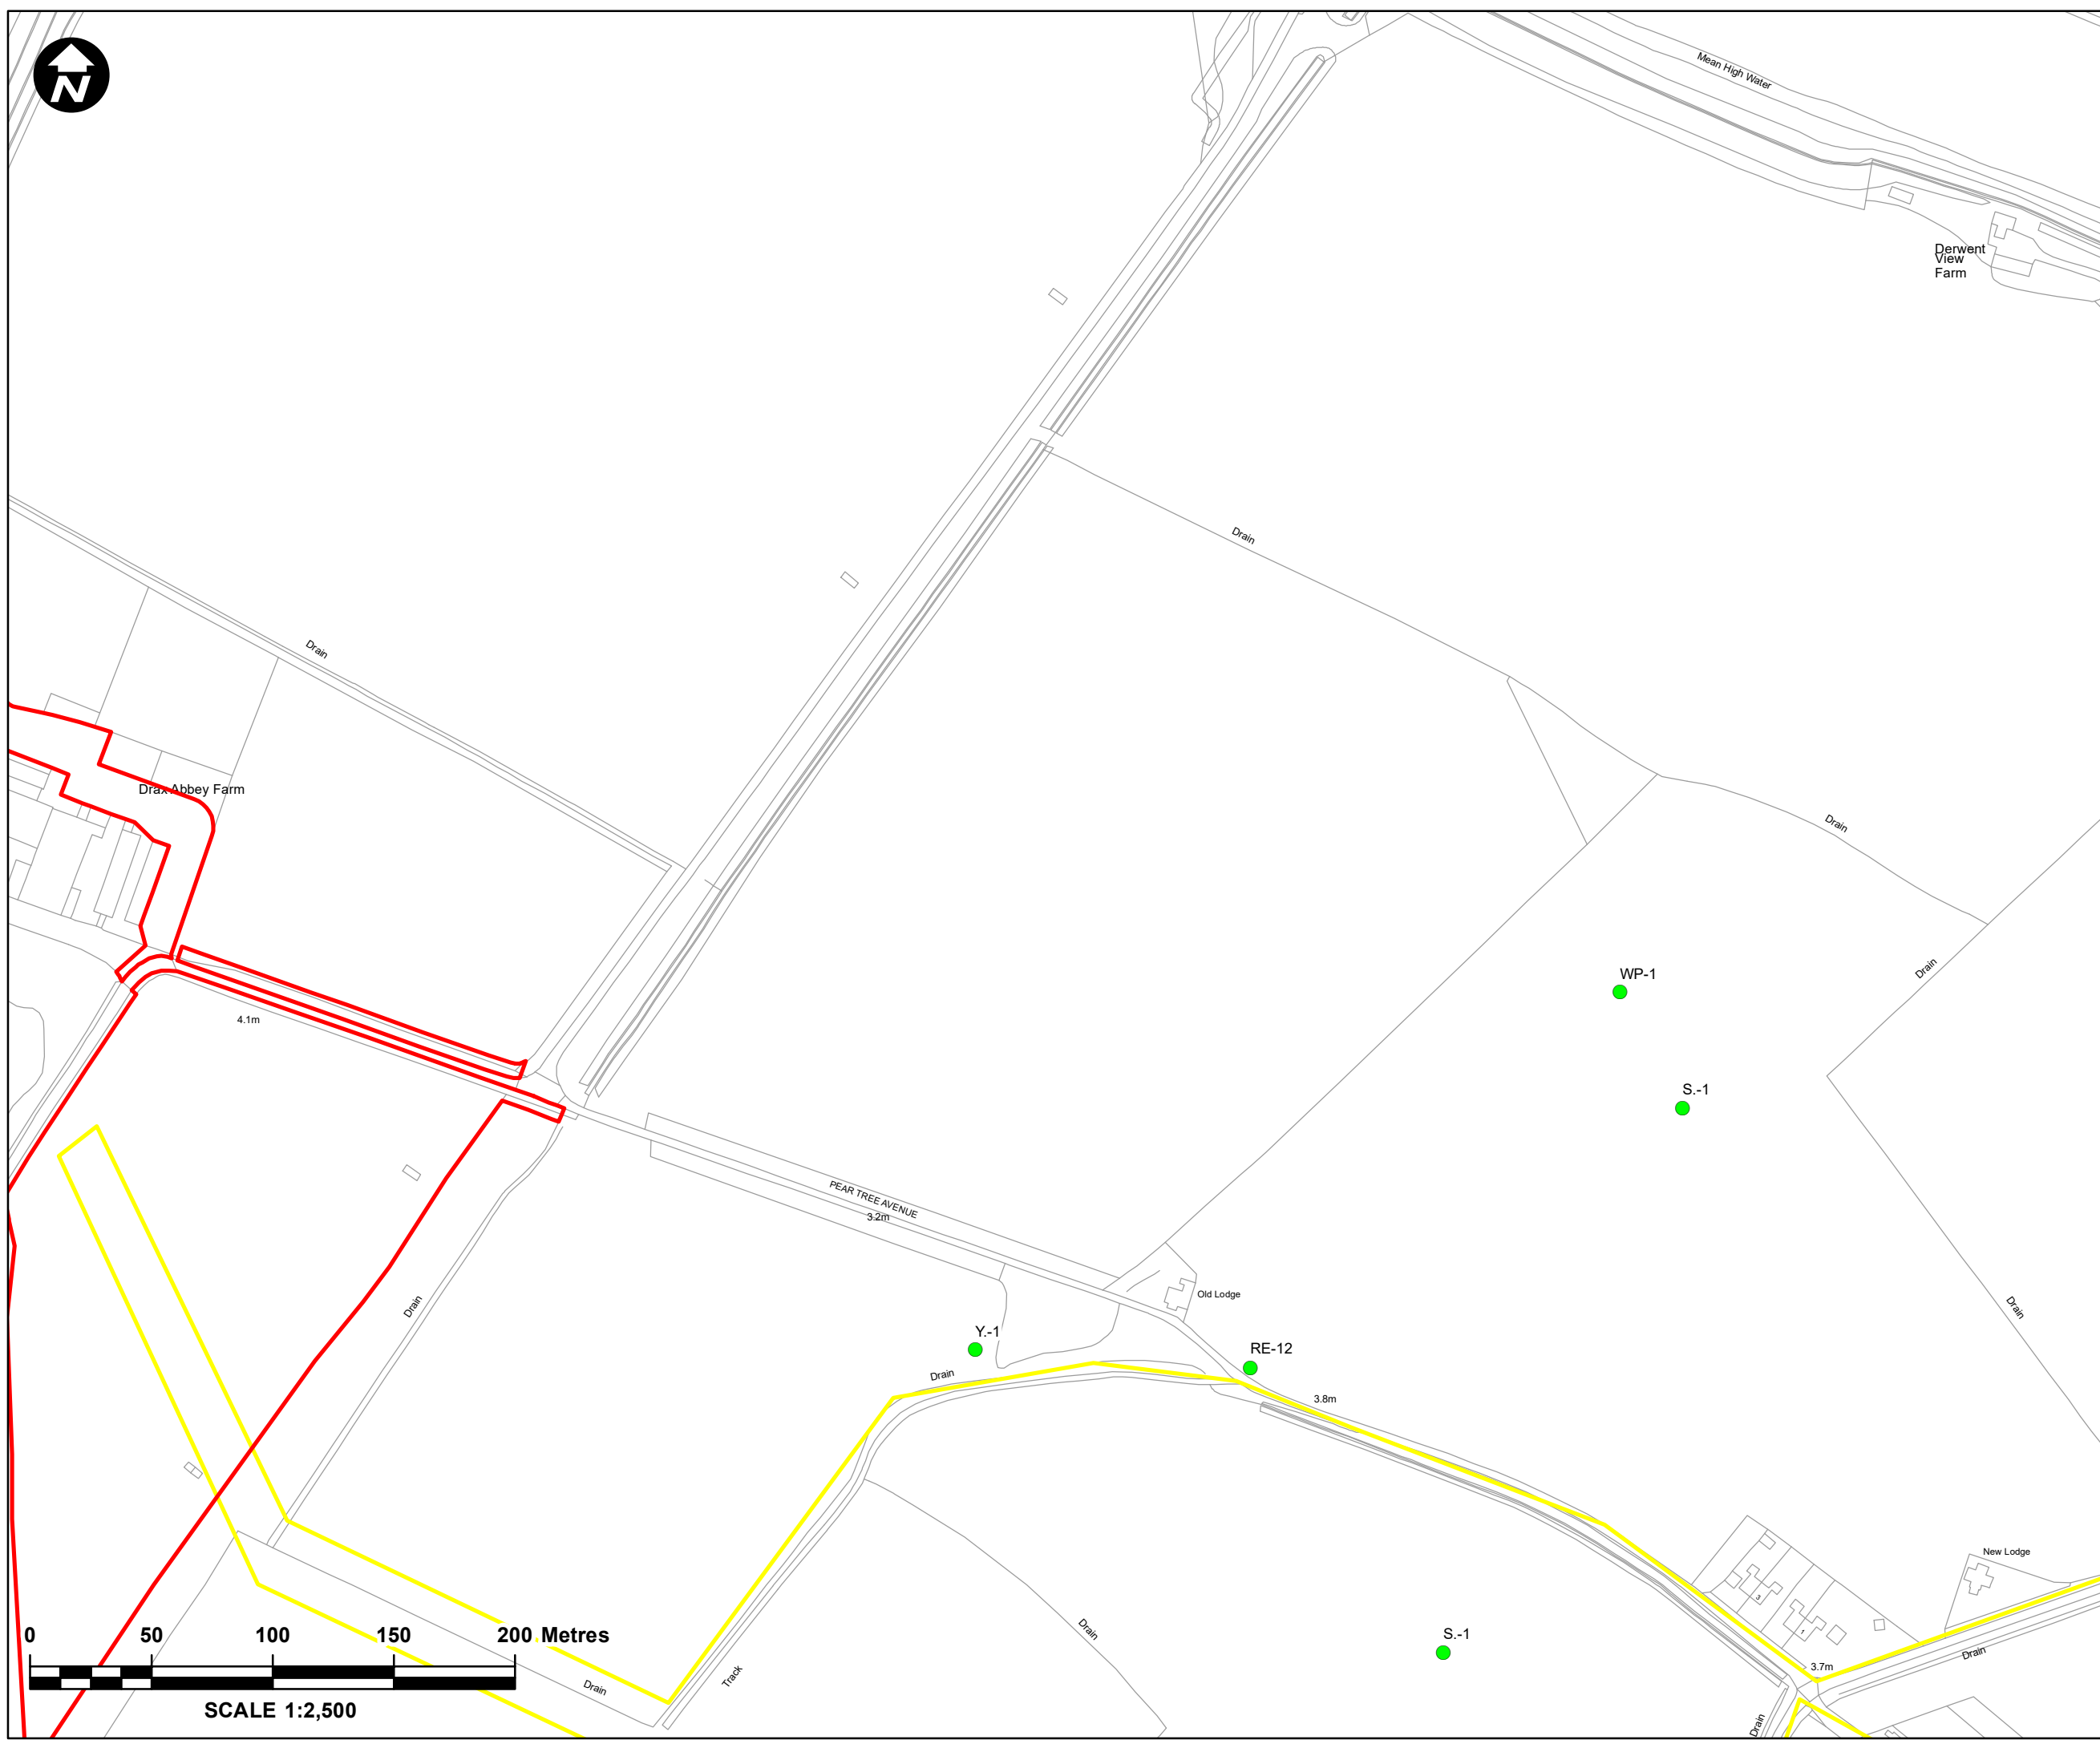 N
Mean High Water
Derwent
View
Farm
Drain
Drain
Drax Abbey Farm
Drain
Drain
WP-1
4.1m
S.-1
PEAR TREE AVENUE
3.2m
Old Lodge
Drain
Drain
Y.-1
RE-12
Drain
3.8m
New Lodge
3
1
Drain
S.-1
0 50 100 150 200 Metres
Drain
3.7m
Track
Drain
SCALE 1:2,500
Drain